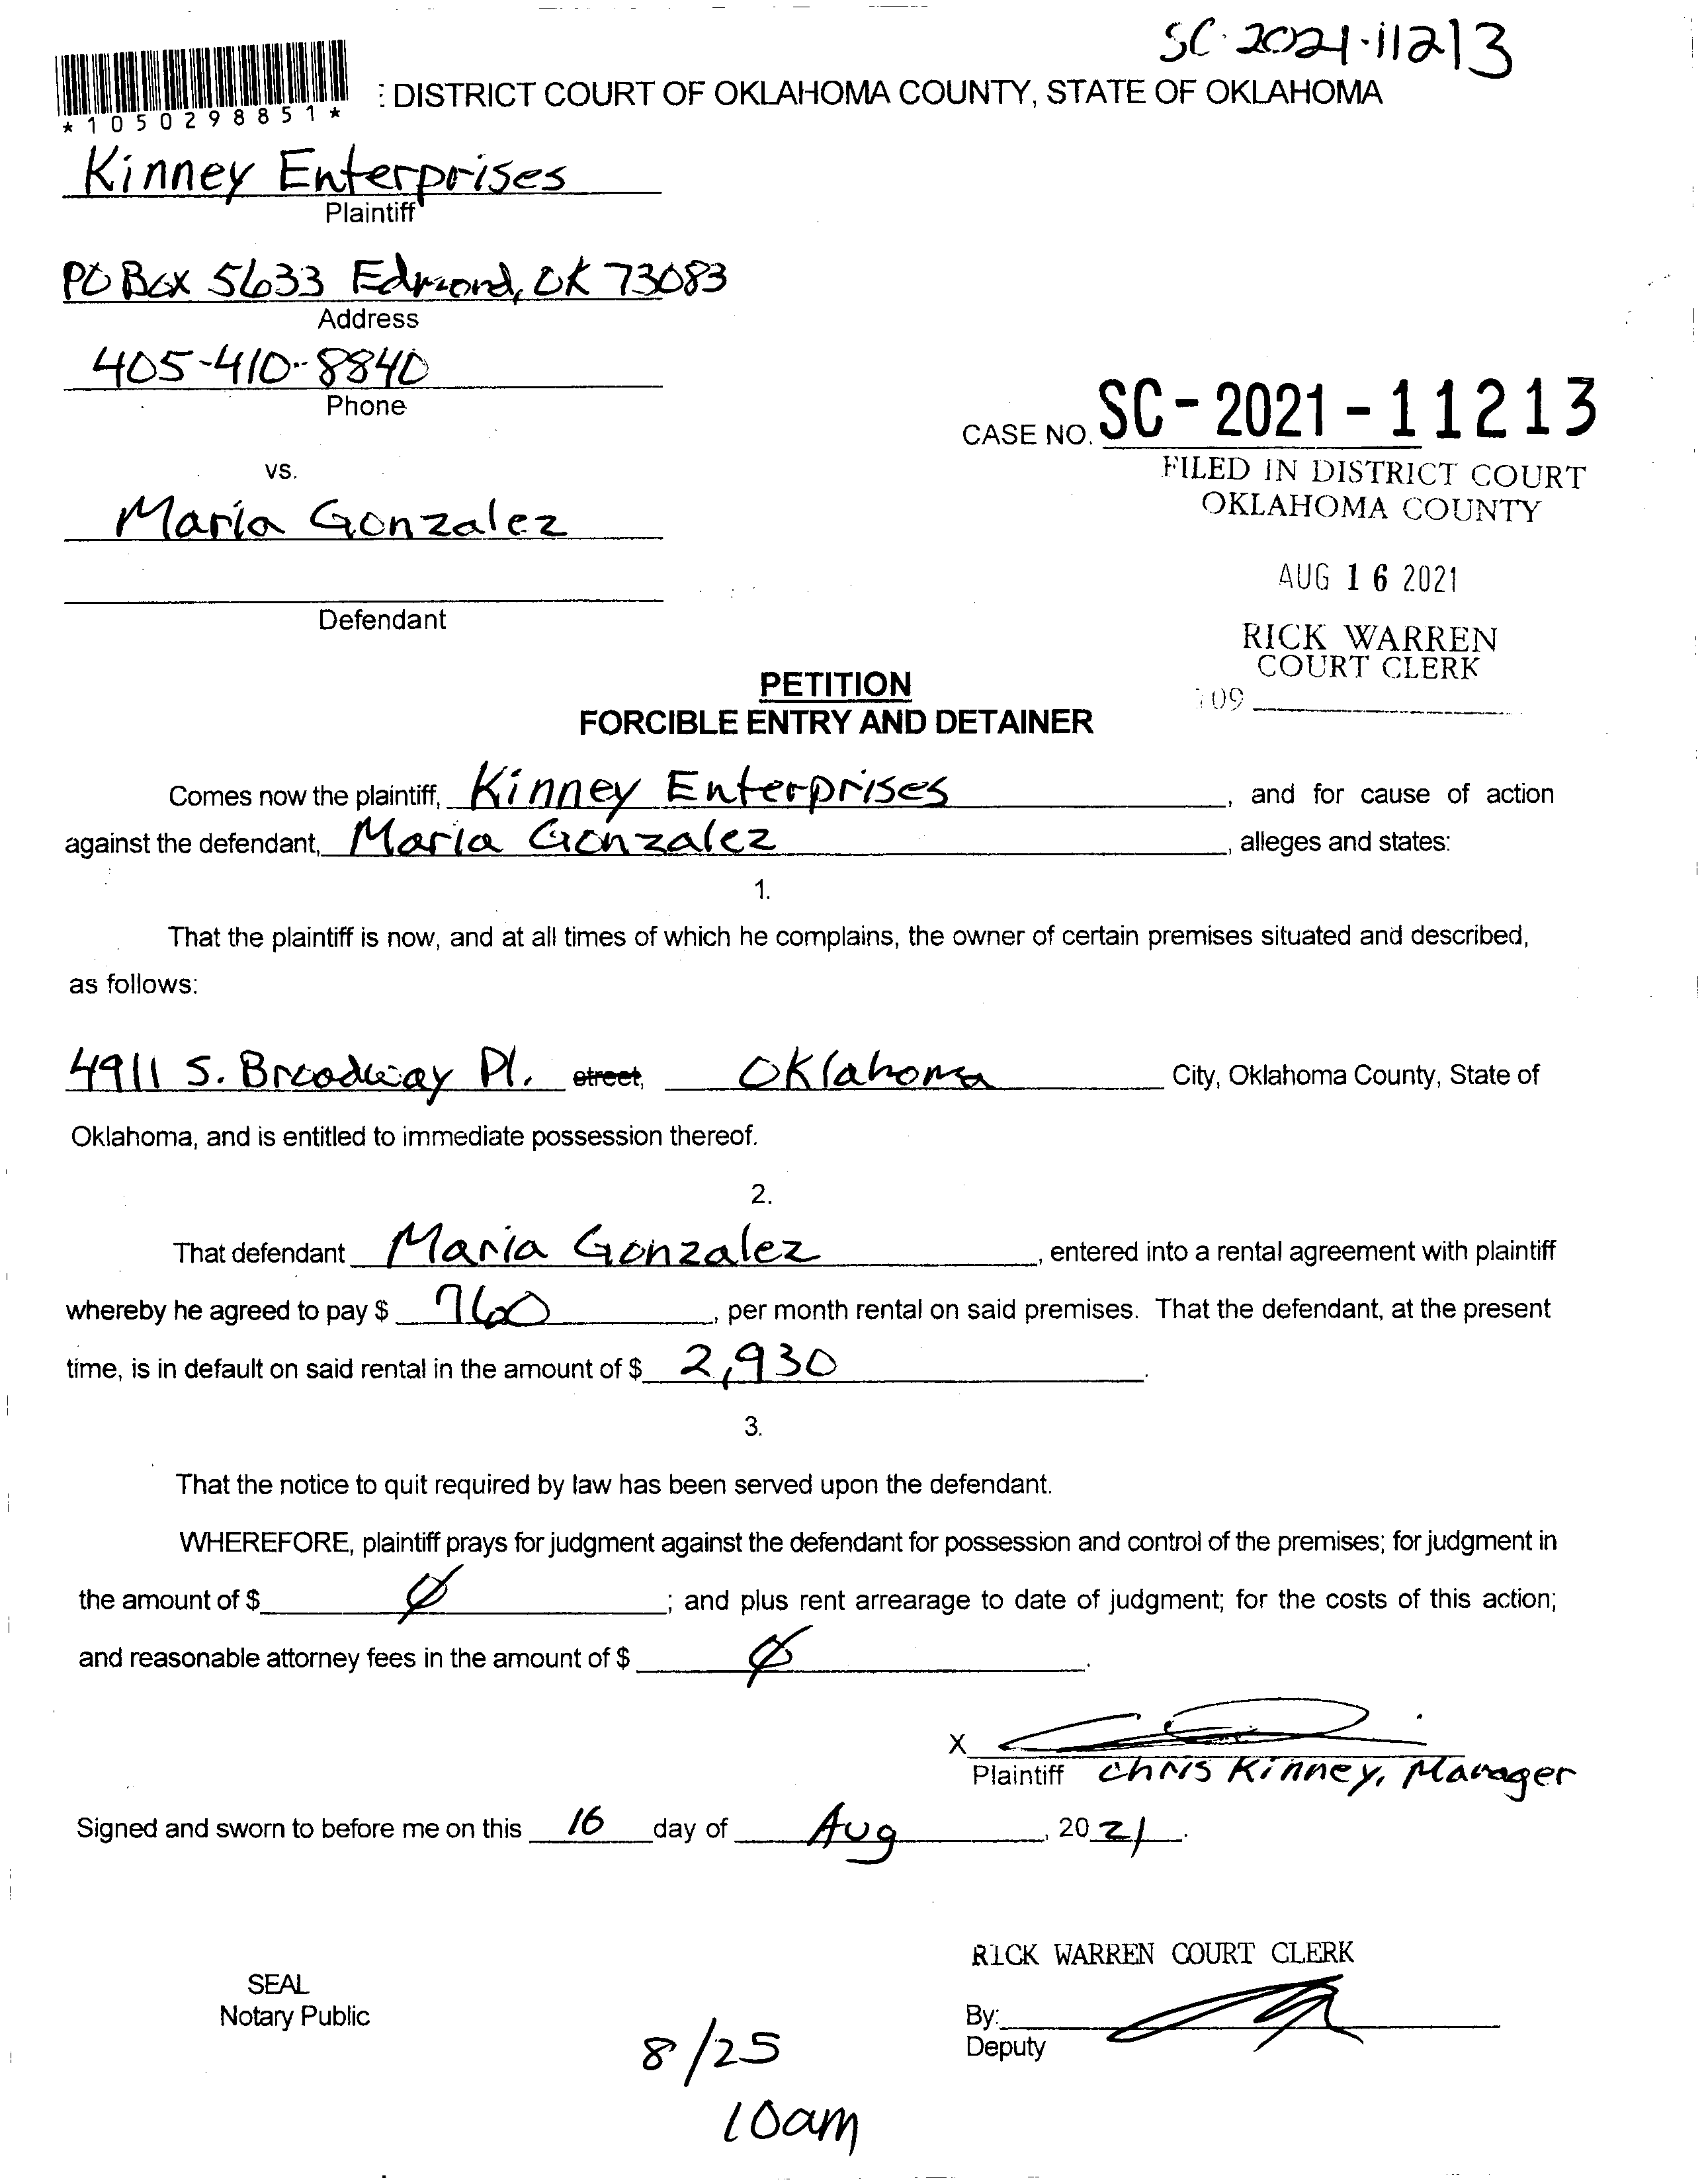 SC-2021-11213
: DISTRICT COURT OF OKLAHOMA COUNTY, STATE OF OKLAHOMA
*1050298851*
Kinney Enterprises
Plaintiff
PO Box 5633 Edmond, OK 73083
Address
405-410-8840
Phone
CASE NO. SC-2021-11213
vs.
FILED IN DISTRICT COURT
OKLAHOMA COUNTY
Maria Gonzalez
AUG 16 2021
Defendant
RICK WARREN
COURT CLERK
109
PETITION
FORCIBLE ENTRY AND DETAINER
Comes now the plaintiff, Kinney Enterprises, and for cause of action
against the defendant, Maria Gonzalez, alleges and states:
1.
That the plaintiff is now, and at all times of which he complains, the owner of certain premises situated and described,
as follows:
4911 S. Broadway Pl. street, Oklahoma City, Oklahoma County, State of
Oklahoma, and is entitled to immediate possession thereof.
2.
That defendant Maria Gonzalez, entered into a rental agreement with plaintiff
whereby he agreed to pay $ 760, per month rental on said premises. That the defendant, at the present
time, is in default on said rental in the amount of $ 2,930.
3.
That the notice to quit required by law has been served upon the defendant.
WHEREFORE, plaintiff prays for judgment against the defendant for possession and control of the premises; for judgment in
the amount of $ Ø; and plus rent arrearage to date of judgment; for the costs of this action;
and reasonable attorney fees in the amount of $ Ø.
X
Plaintiff Chris Kinney, Manager
Signed and sworn to before me on this 16 day of Aug, 2021.
RICK WARREN COURT CLERK
SEAL
Notary Public
By:
Deputy
8/25
10am